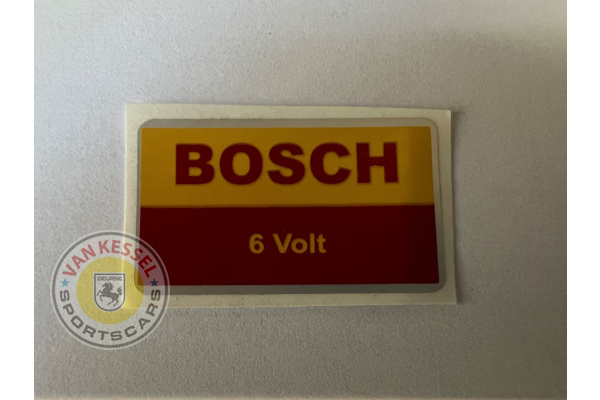 BOSCH
6 Volt
VAN KESSEL
DEURNE
SPORTSCARS